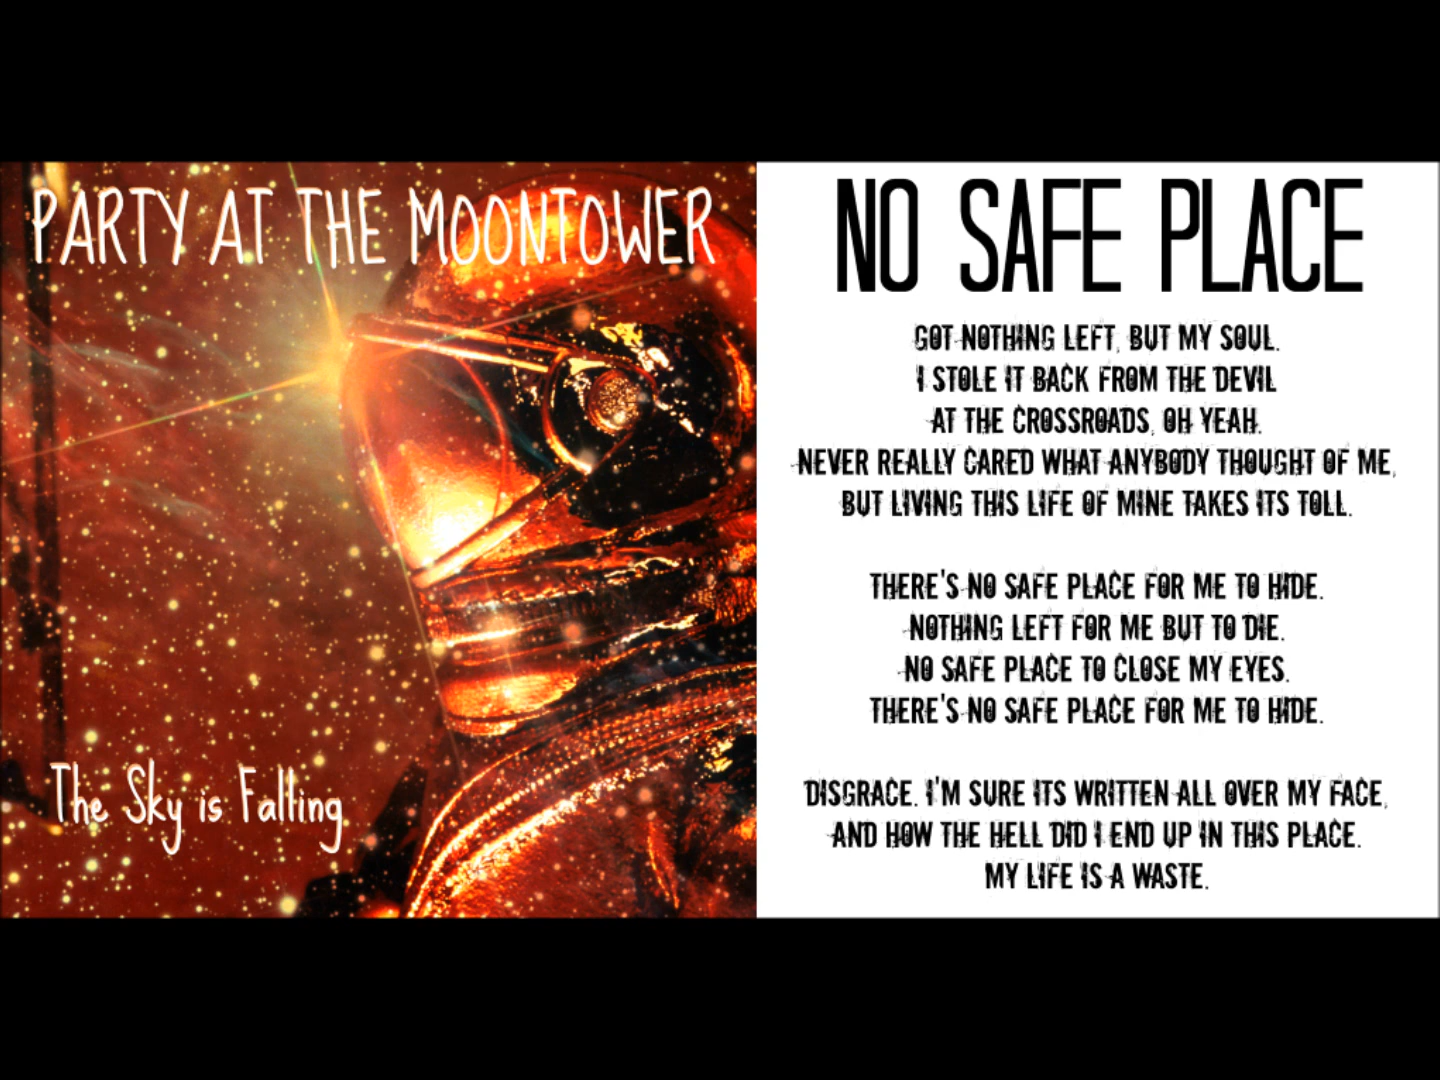 PARTY AT THE MOONTOWER
The Sky is Falling
NO SAFE PLACE
GOT NOTHING LEFT, BUT MY SOUL.
I STOLE IT BACK FROM THE DEVIL
AT THE CROSSROADS, OH YEAH.
NEVER REALLY CARED WHAT ANYBODY THOUGHT OF ME,
BUT LIVING THIS LIFE OF MINE TAKES ITS TOLL.
THERE'S NO SAFE PLACE FOR ME TO HIDE.
NOTHING LEFT FOR ME BUT TO DIE.
NO SAFE PLACE TO CLOSE MY EYES.
THERE'S NO SAFE PLACE FOR ME TO HIDE.
DISGRACE. I'M SURE ITS WRITTEN ALL OVER MY FACE,
AND HOW THE HELL DID I END UP IN THIS PLACE.
MY LIFE IS A WASTE.